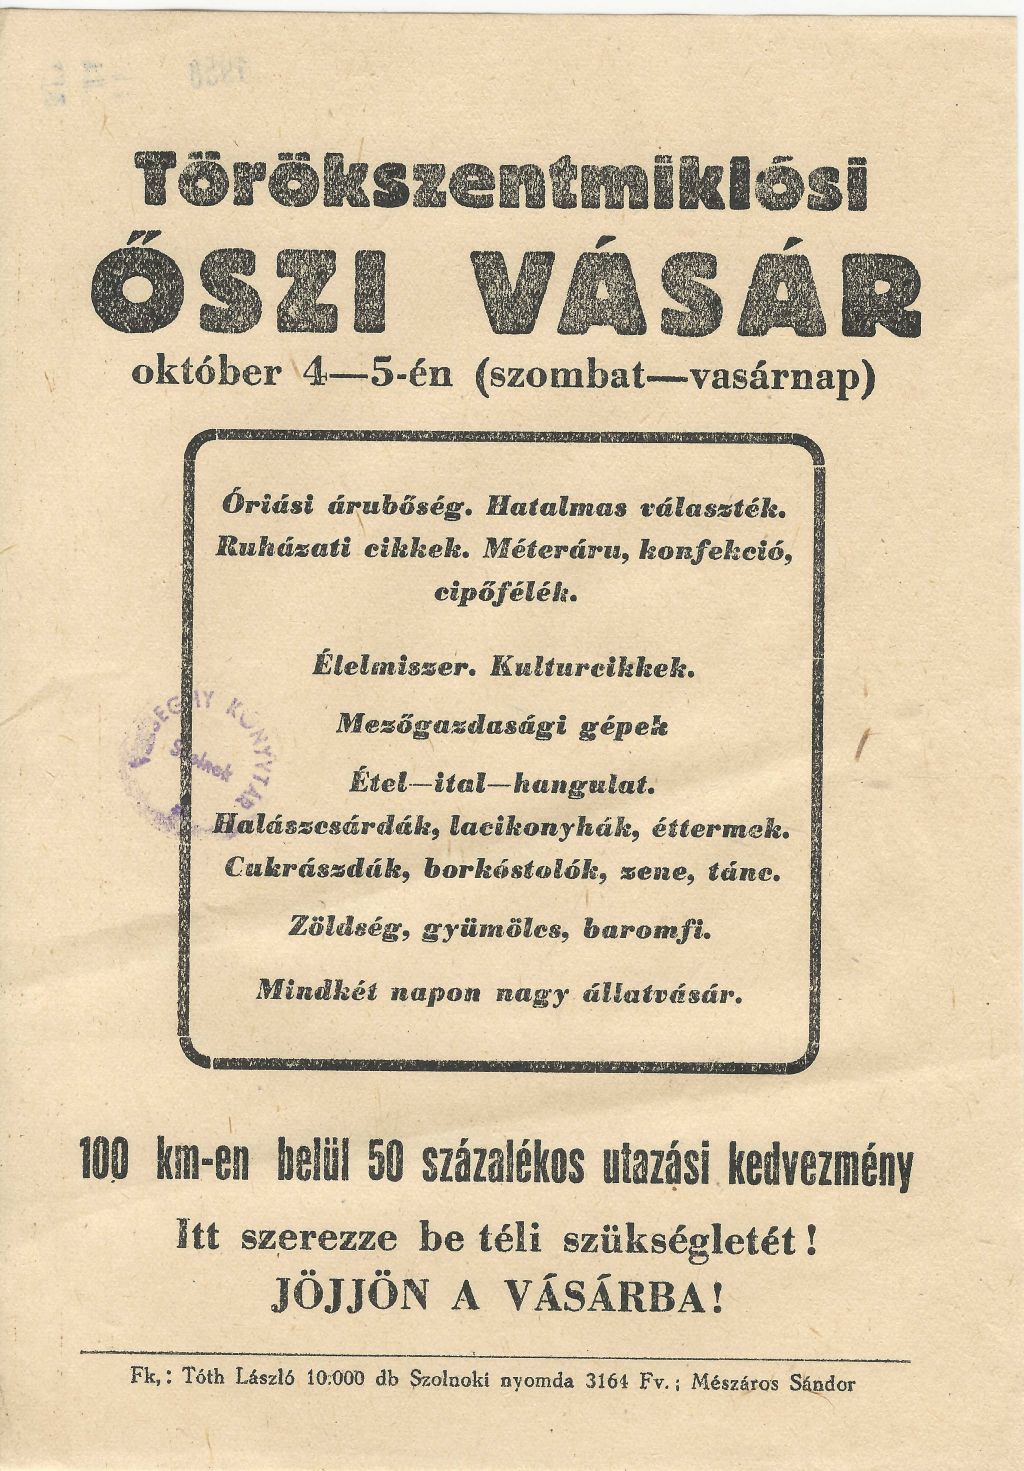 Törökszentmiklósi
ŐSZI VÁSÁR
október 4—5-én (szombat—vasárnap)
Óriási árubőség. Hatalmas választék.
Ruházati cikkek. Méteráru, konfekció,
cipőfélék.
Élelmiszer. Kulturcikkek.
Mezőgazdasági gépek
Étel—ital—hangulat.
Halászcsárdák, lacikonyhák, éttermek.
Cukrászdák, borkóstolók, zene, tánc.
Zöldség, gyümölcs, baromfi.
Mindkét napon nagy állatvásár.
KÖNYVTÁR
Szolnok
100 km-en belül 50 százalékos utazási kedvezmény
Itt szerezze be téli szükségletét!
JÖJJÖN A VÁSÁRBA!
Fk,: Tóth László 10.000 db Szolnoki nyomda 3164 Fv.; Mészáros Sándor